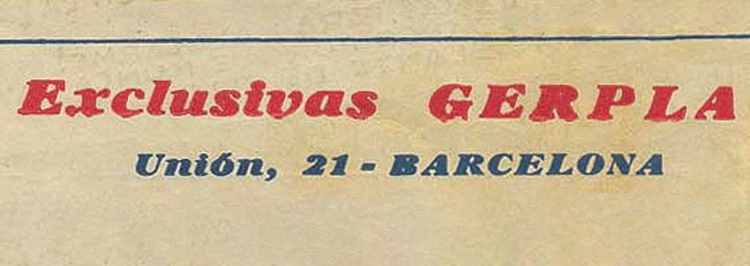 Exclusivas GERPLA
Unión, 21 - BARCELONA